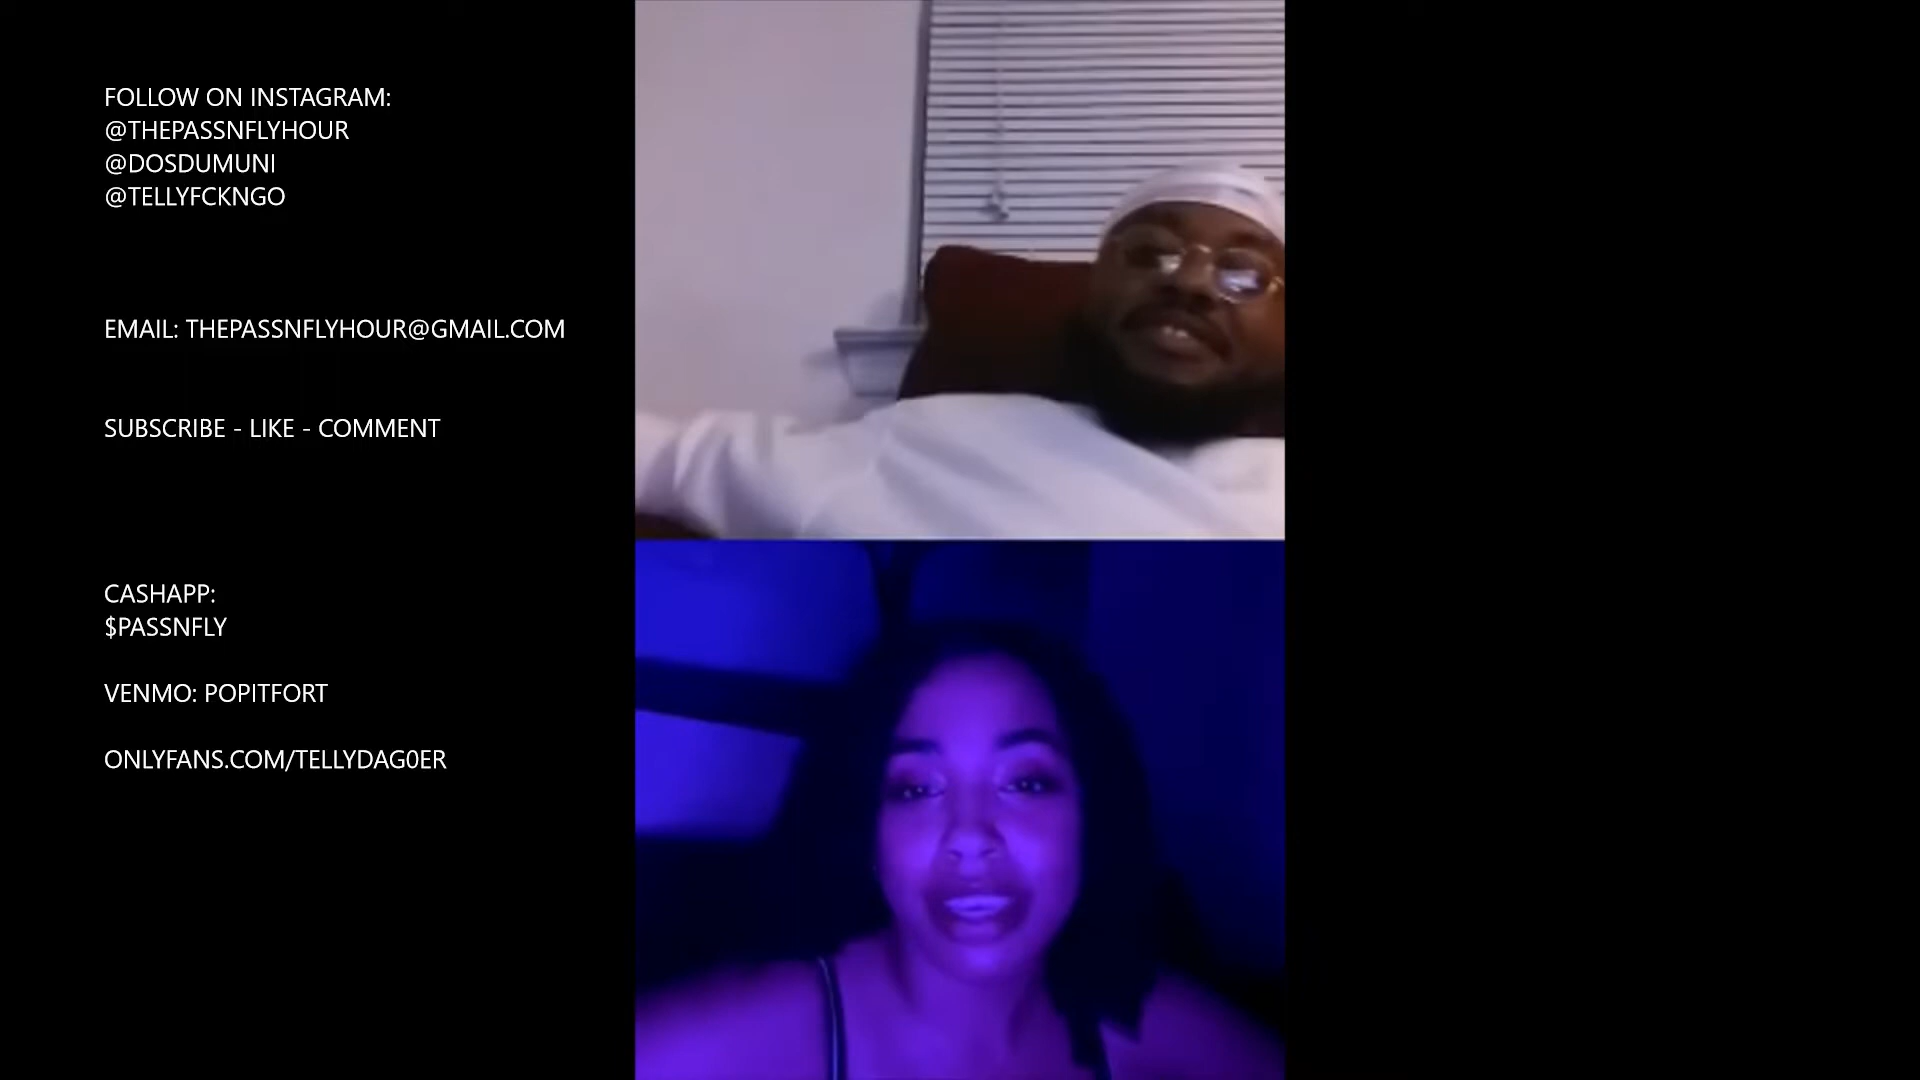 FOLLOW ON INSTAGRAM:
@THEPASSNFLYHOUR
@DOSDUMUNI
@TELLYFCKNGO
EMAIL: THEPASSNFLYHOUR@GMAIL.COM
SUBSCRIBE - LIKE - COMMENT
CASHAPP:
$PASSNFLY
VENMO: POPITFORT
ONLYFANS.COM/TELLYDAG0ER